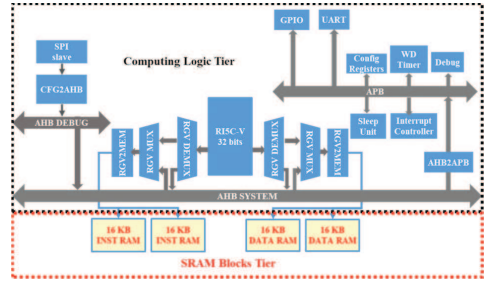 SPI
slave
Computing Logic Tier
GPIO
UART
Config
Registers
WD
Timer
Debug
CFG2AHB
APB
AHB DEBUG
RI5C-V
32 bits
Sleep
Unit
Interrupt
Controller
RGV2MEM
RGV MUX
RGV DEMUX
RGV DEMUX
RGV MUX
RGV2MEM
AHB2APB
AHB SYSTEM
16 KB
INST RAM
16 KB
INST RAM
16 KB
DATA RAM
16 KB
DATA RAM
SRAM Blocks Tier